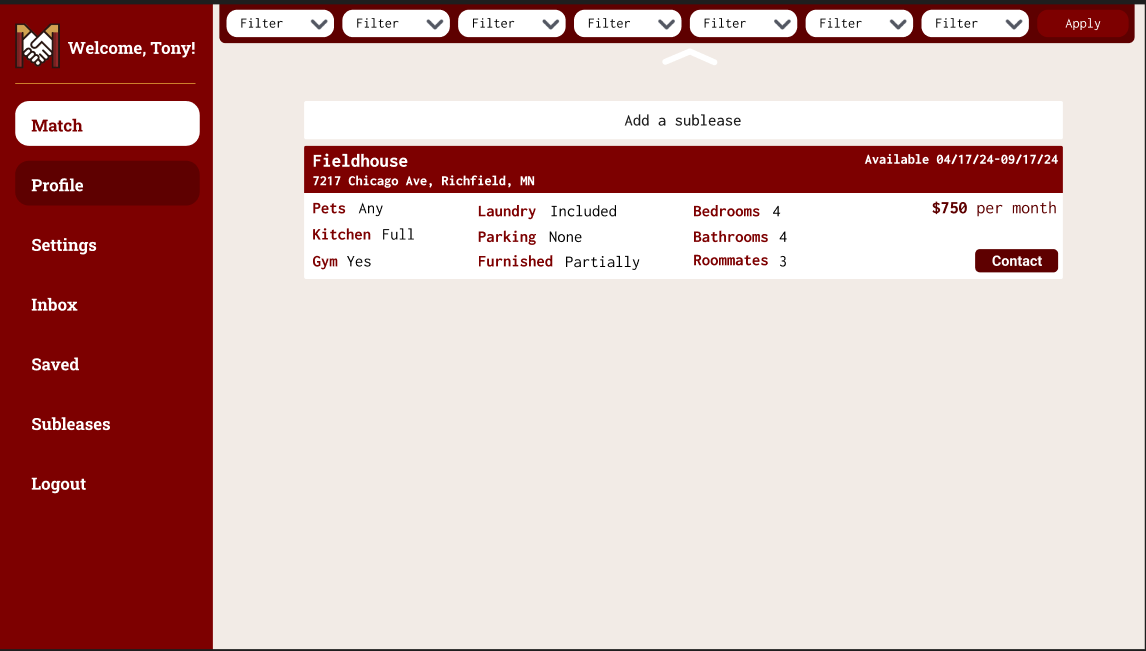 Welcome, Tony!
Match
Profile
Settings
Inbox
Saved
Subleases
Logout
Filter Filter Filter Filter Filter Filter Filter Apply
Add a sublease
Fieldhouse Available 04/17/24-09/17/24
7217 Chicago Ave, Richfield, MN
Pets Any Laundry Included Bedrooms 4 $750 per month
Kitchen Full Parking None Bathrooms 4
Gym Yes Furnished Partially Roommates 3 Contact